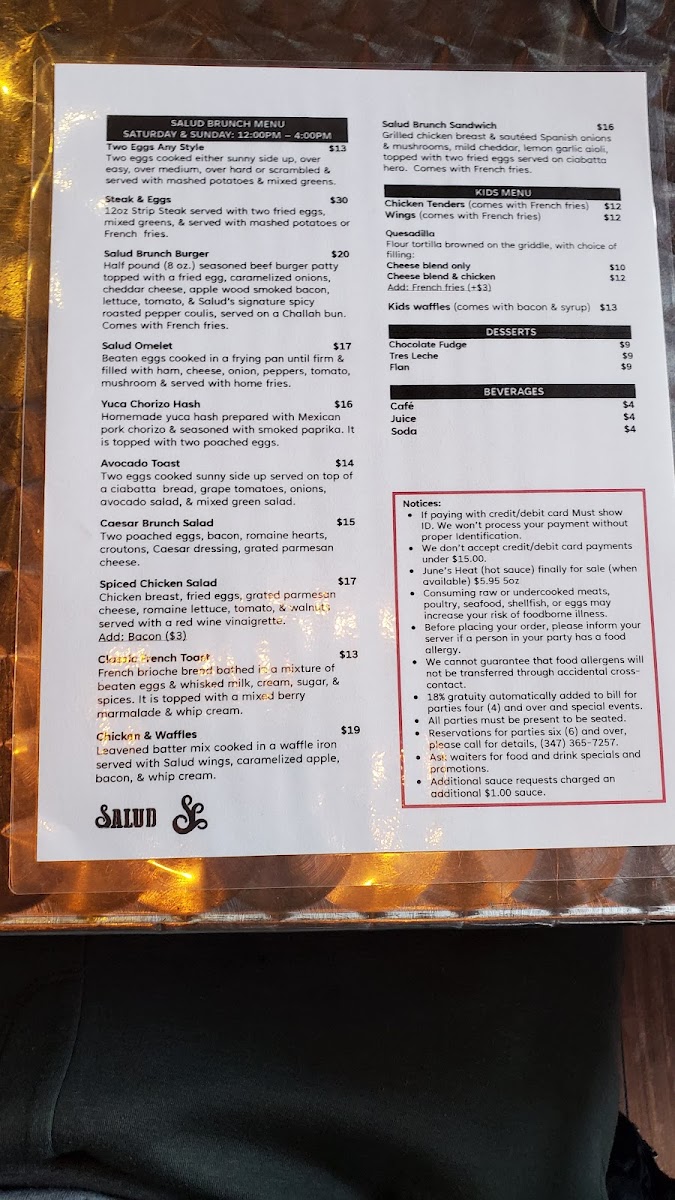 SALUD BRUNCH MENU
SATURDAY & SUNDAY: 12:00PM – 4:00PM
Two Eggs Any Style $13
Two eggs cooked either sunny side up, over
easy, over medium, over hard or scrambled &
served with mashed potatoes & mixed greens.
Steak & Eggs $30
12oz Strip Steak served with two fried eggs,
mixed greens, & served with mashed potatoes or
French fries.
Salud Brunch Burger $20
Half pound (8 oz.) seasoned beef burger patty
topped with a fried egg, caramelized onions,
cheddar cheese, apple wood smoked bacon,
lettuce, tomato, & Salud's signature spicy
roasted pepper coulis, served on a Challah bun.
Comes with French fries.
Salud Omelet $17
Beaten eggs cooked in a frying pan until firm &
filled with ham, cheese, onion, peppers, tomato,
mushroom & served with home fries.
Yuca Chorizo Hash $16
Homemade yuca hash prepared with Mexican
pork chorizo & seasoned with smoked paprika. It
is topped with two poached eggs.
Avocado Toast $14
Two eggs cooked sunny side up served on top of
a ciabatta bread, grape tomatoes, onions,
avocado salad, & mixed green salad.
Caesar Brunch Salad $15
Two poached eggs, bacon, romaine hearts,
croutons, Caesar dressing, grated parmesan
cheese.
Spiced Chicken Salad $17
Chicken breast, fried eggs, grated parmesan
cheese, romaine lettuce, tomato, & walnuts
served with a red wine vinaigrette.
Add: Bacon ($3)
Classic French Toast $13
French brioche bread bathed in a mixture of
beaten eggs & whisked milk, cream, sugar, &
spices. It is topped with a mixed berry
marmalade & whip cream.
Chicken & Waffles $19
Leavened batter mix cooked in a waffle iron
served with Salud wings, caramelized apple,
bacon, & whip cream.
SALUD
Salud Brunch Sandwich $16
Grilled chicken breast & sautéed Spanish onions
& mushrooms, mild cheddar, lemon garlic aioli,
topped with two fried eggs served on ciabatta
hero. Comes with French fries.
KIDS MENU
Chicken Tenders (comes with French fries) $12
Wings (comes with French fries) $12
Quesadilla
Flour tortilla browned on the griddle, with choice of
filling:
Cheese blend only $10
Cheese blend & chicken $12
Add: French fries (+$3)
Kids waffles (comes with bacon & syrup) $13
DESSERTS
Chocolate Fudge $9
Tres Leche $9
Flan $9
BEVERAGES
Café $4
Juice $4
Soda $4
Notices:
• If paying with credit/debit card Must show
ID. We won't process your payment without
proper Identification.
• We don't accept credit/debit card payments
under $15.00.
• June's Heat (hot sauce) finally for sale (when
available) $5.95 5oz
• Consuming raw or undercooked meats,
poultry, seafood, shellfish, or eggs may
increase your risk of foodborne illness.
• Before placing your order, please inform your
server if a person in your party has a food
allergy.
• We cannot guarantee that food allergens will
not be transferred through accidental cross-
contact.
• 18% gratuity automatically added to bill for
parties four (4) and over and special events.
• All parties must be present to be seated.
• Reservations for parties six (6) and over,
please call for details, (347) 365-7257.
• Ask waiters for food and drink specials and
promotions.
• Additional sauce requests charged an
additional $1.00 sauce.